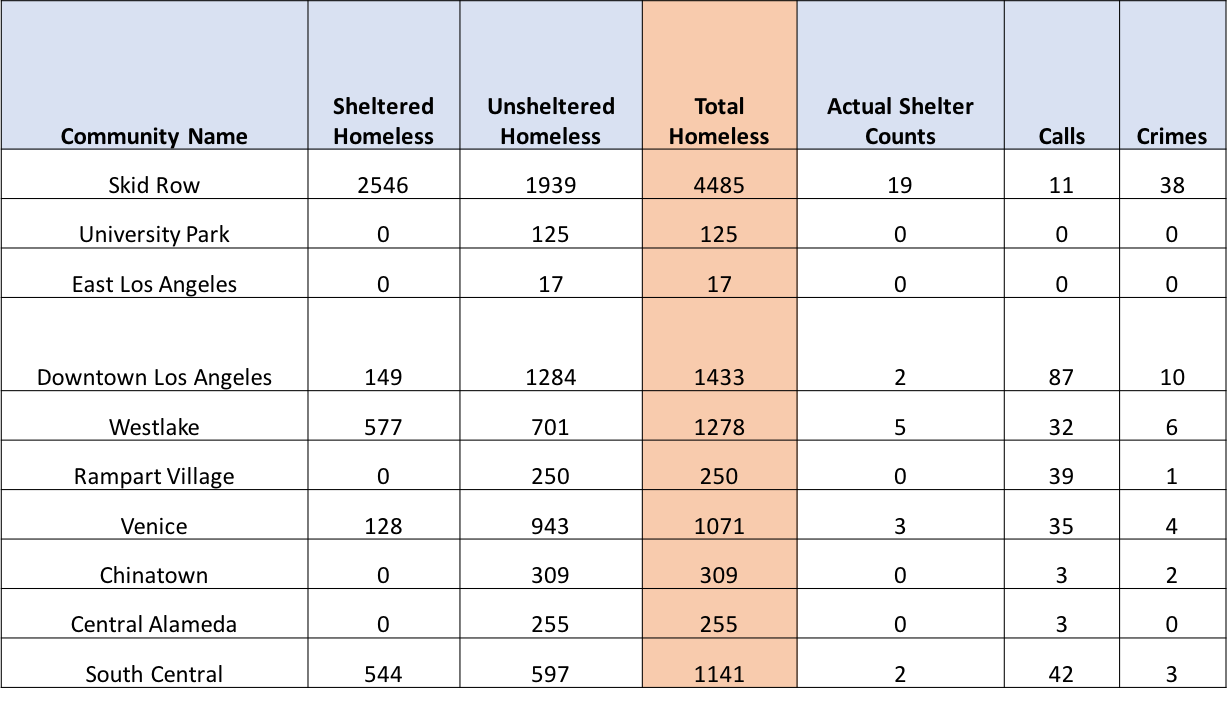 Community Name Sheltered Homeless Unsheltered Homeless Total Homeless Actual Shelter Counts Calls Crimes
Skid Row 2546 1939 4485 19 11 38
University Park 0 125 125 0 0 0
East Los Angeles 0 17 17 0 0 0
Downtown Los Angeles 149 1284 1433 2 87 10
Westlake 577 701 1278 5 32 6
Rampart Village 0 250 250 0 39 1
Venice 128 943 1071 3 35 4
Chinatown 0 309 309 0 3 2
Central Alameda 0 255 255 0 3 0
South Central 544 597 1141 2 42 3